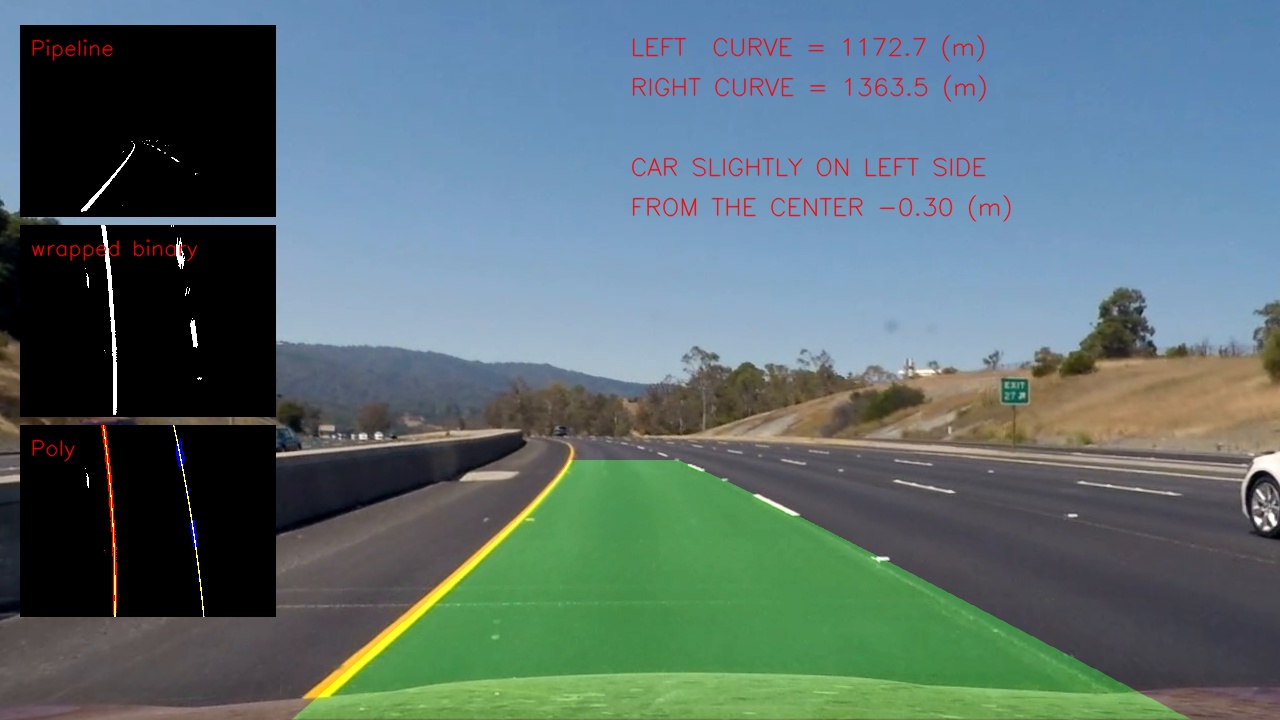 Pipeline
LEFT CURVE = 1172.7 (m)
RIGHT CURVE = 1363.5 (m)
CAR SLIGHTLY ON LEFT SIDE
FROM THE CENTER -0.30 (m)
wrapped binary
Poly
EXIT
27